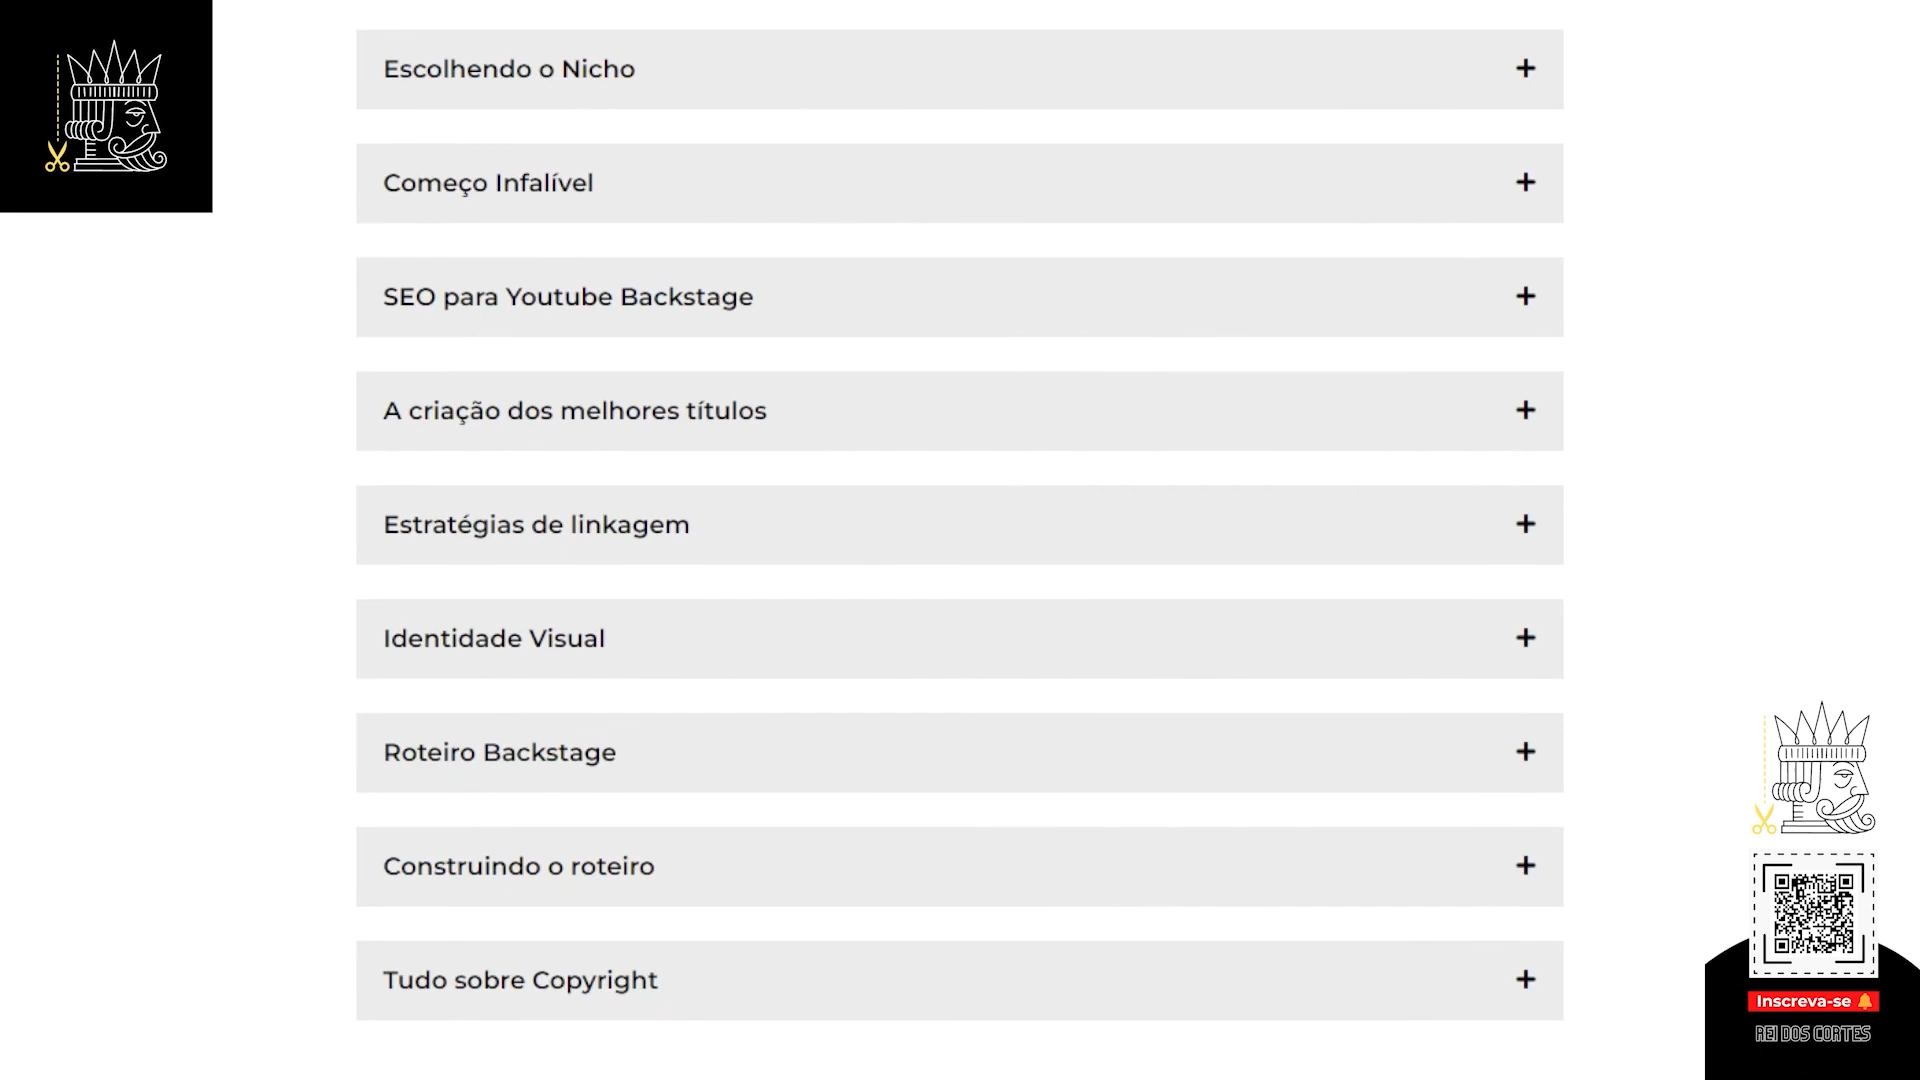 Escolhendo o Nicho
Começo Infalível
SEO para Youtube Backstage
A criação dos melhores títulos
Estratégias de linkagem
Identidade Visual
Roteiro Backstage
Construindo o roteiro
Tudo sobre Copyright
Inscreva-se
REI DOS CORTES